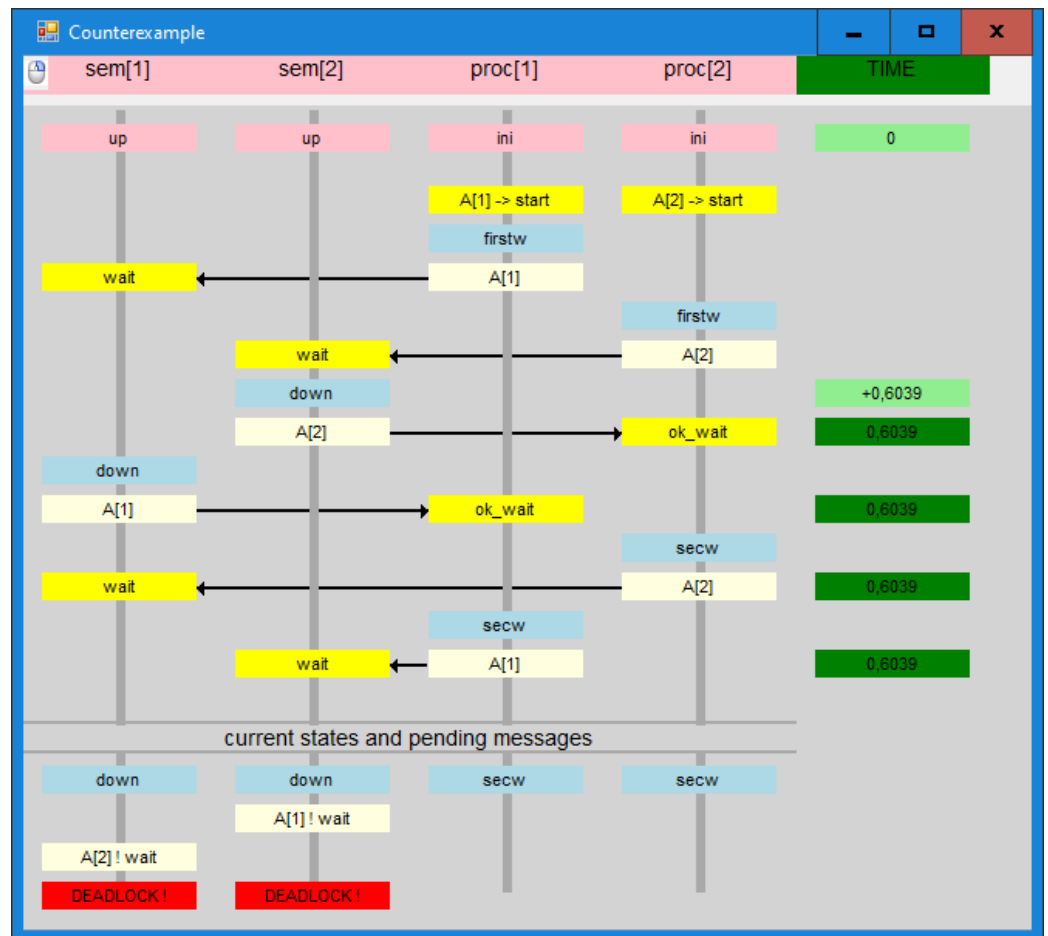 Counterexample
sem[1] sem[2] proc[1] proc[2] TIME
up up ini ini 0
A[1] -> start A[2] -> start
firstw
wait A[1]
firstw
wait A[2]
down +0,6039
A[2] ok_wait 0,6039
down
A[1] ok_wait 0,6039
secw
wait A[2] 0,6039
secw
wait A[1] 0,6039
current states and pending messages
down down secw secw
A[1] ! wait
A[2] ! wait
DEADLOCK ! DEADLOCK !